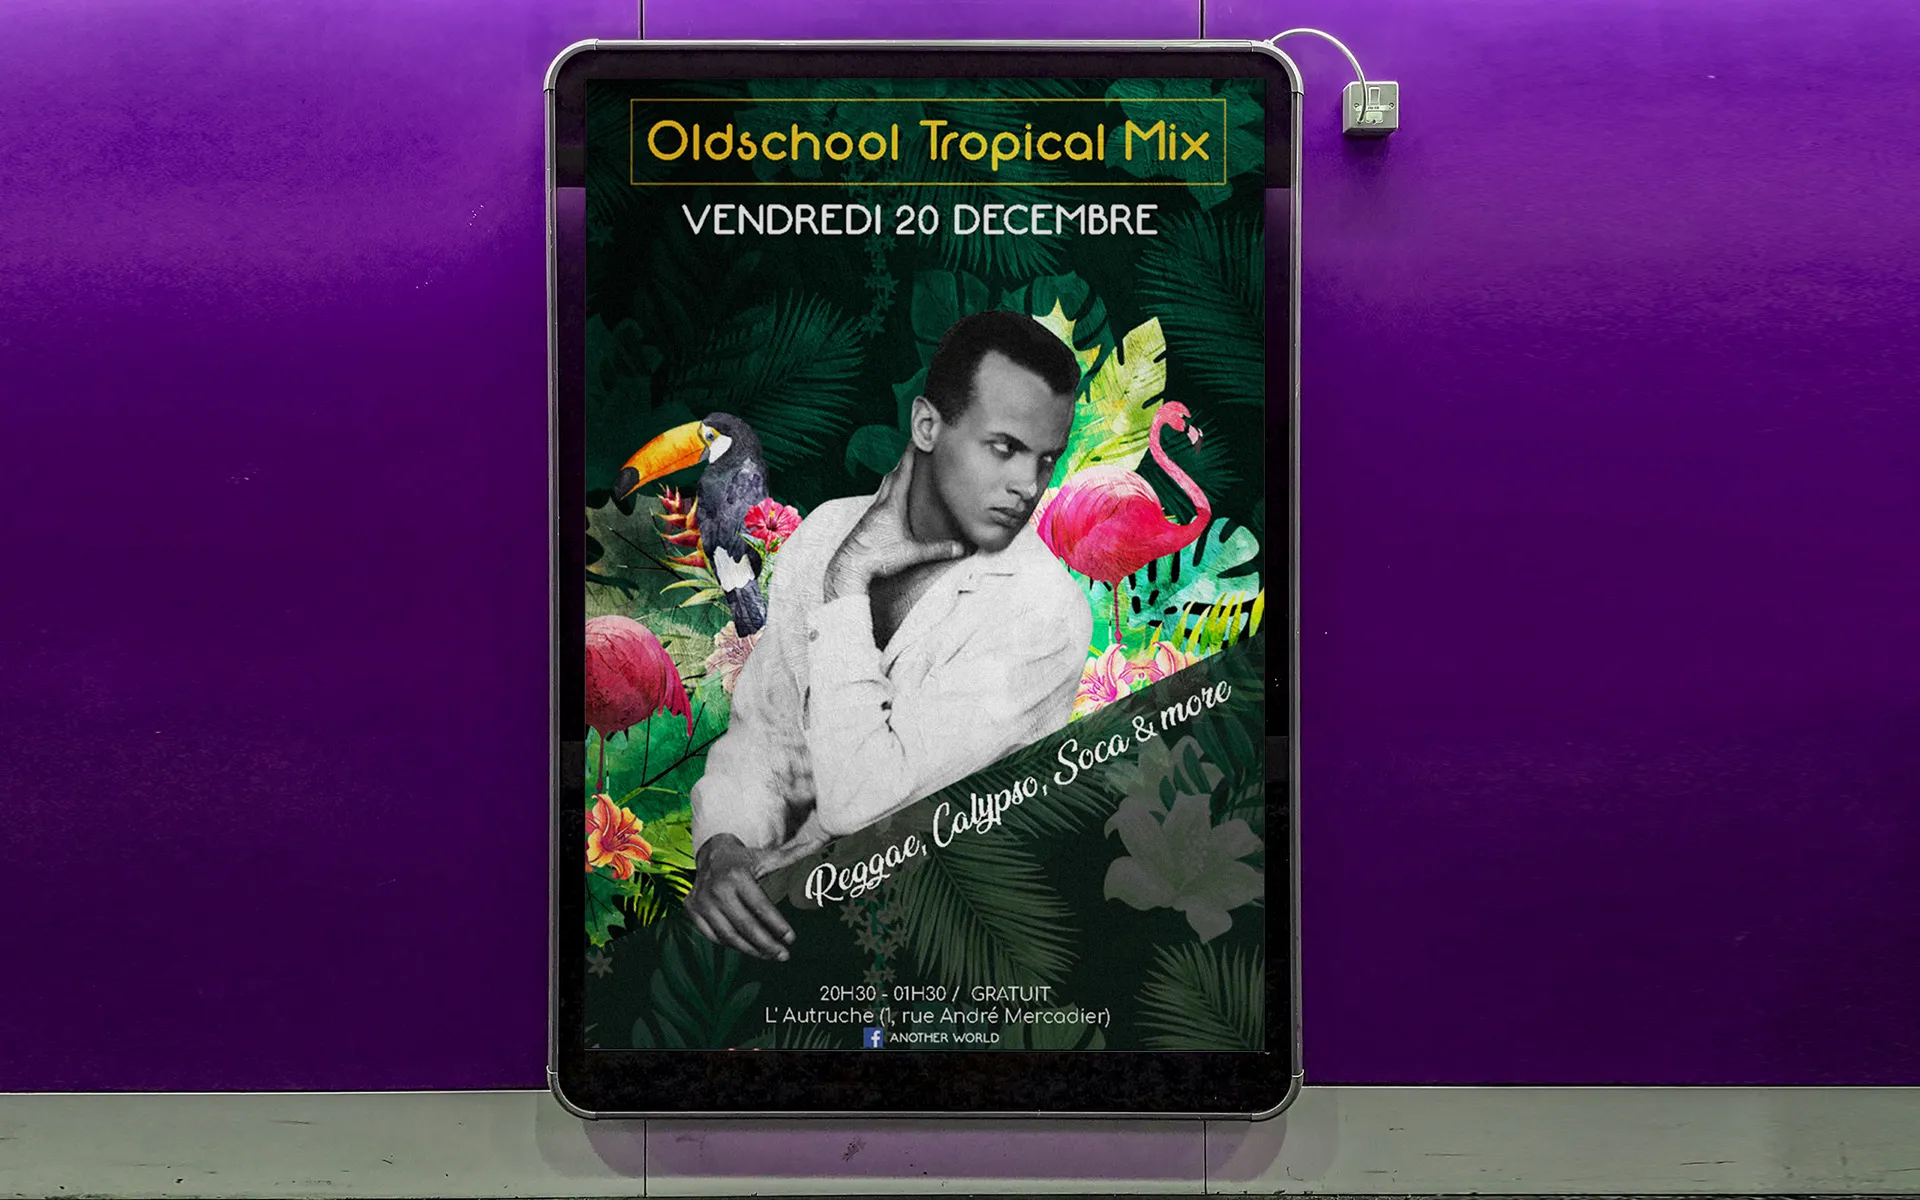 Oldschool Tropical Mix
VENDREDI 20 DECEMBRE
Reggae, Calypso, Soca & more
20H30 - 01H30 / GRATUIT
L' Autruche (1, rue André Mercadier)
f ANOTHER WORLD